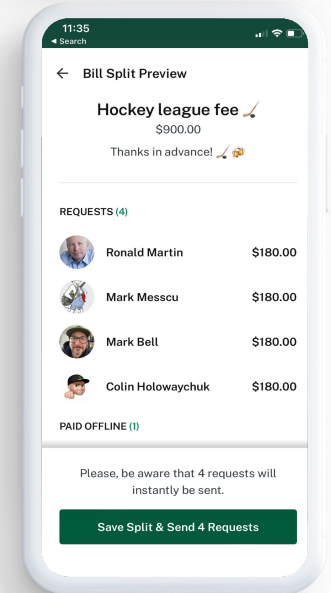 11:35
◀ Search
← Bill Split Preview
Hockey league fee 🏒
$900.00
Thanks in advance! 🏒 🍻
REQUESTS (4)
Ronald Martin $180.00
Mark Messcu $180.00
Mark Bell $180.00
Colin Holowaychuk $180.00
PAID OFFLINE (1)
Please, be aware that 4 requests will
instantly be sent.
Save Split & Send 4 Requests